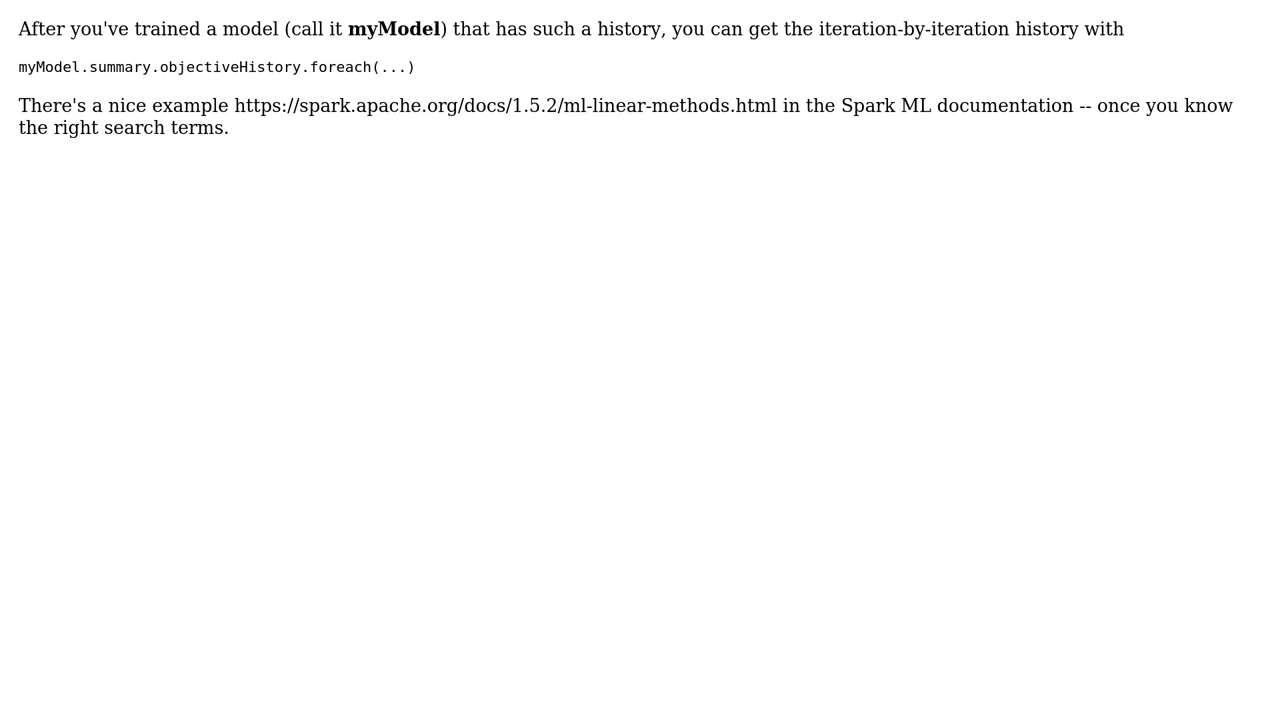 After you've trained a model (call it myModel) that has such a history, you can get the iteration-by-iteration history with
myModel.summary.objectiveHistory.foreach(...)
There's a nice example https://spark.apache.org/docs/1.5.2/ml-linear-methods.html in the Spark ML documentation -- once you know
the right search terms.